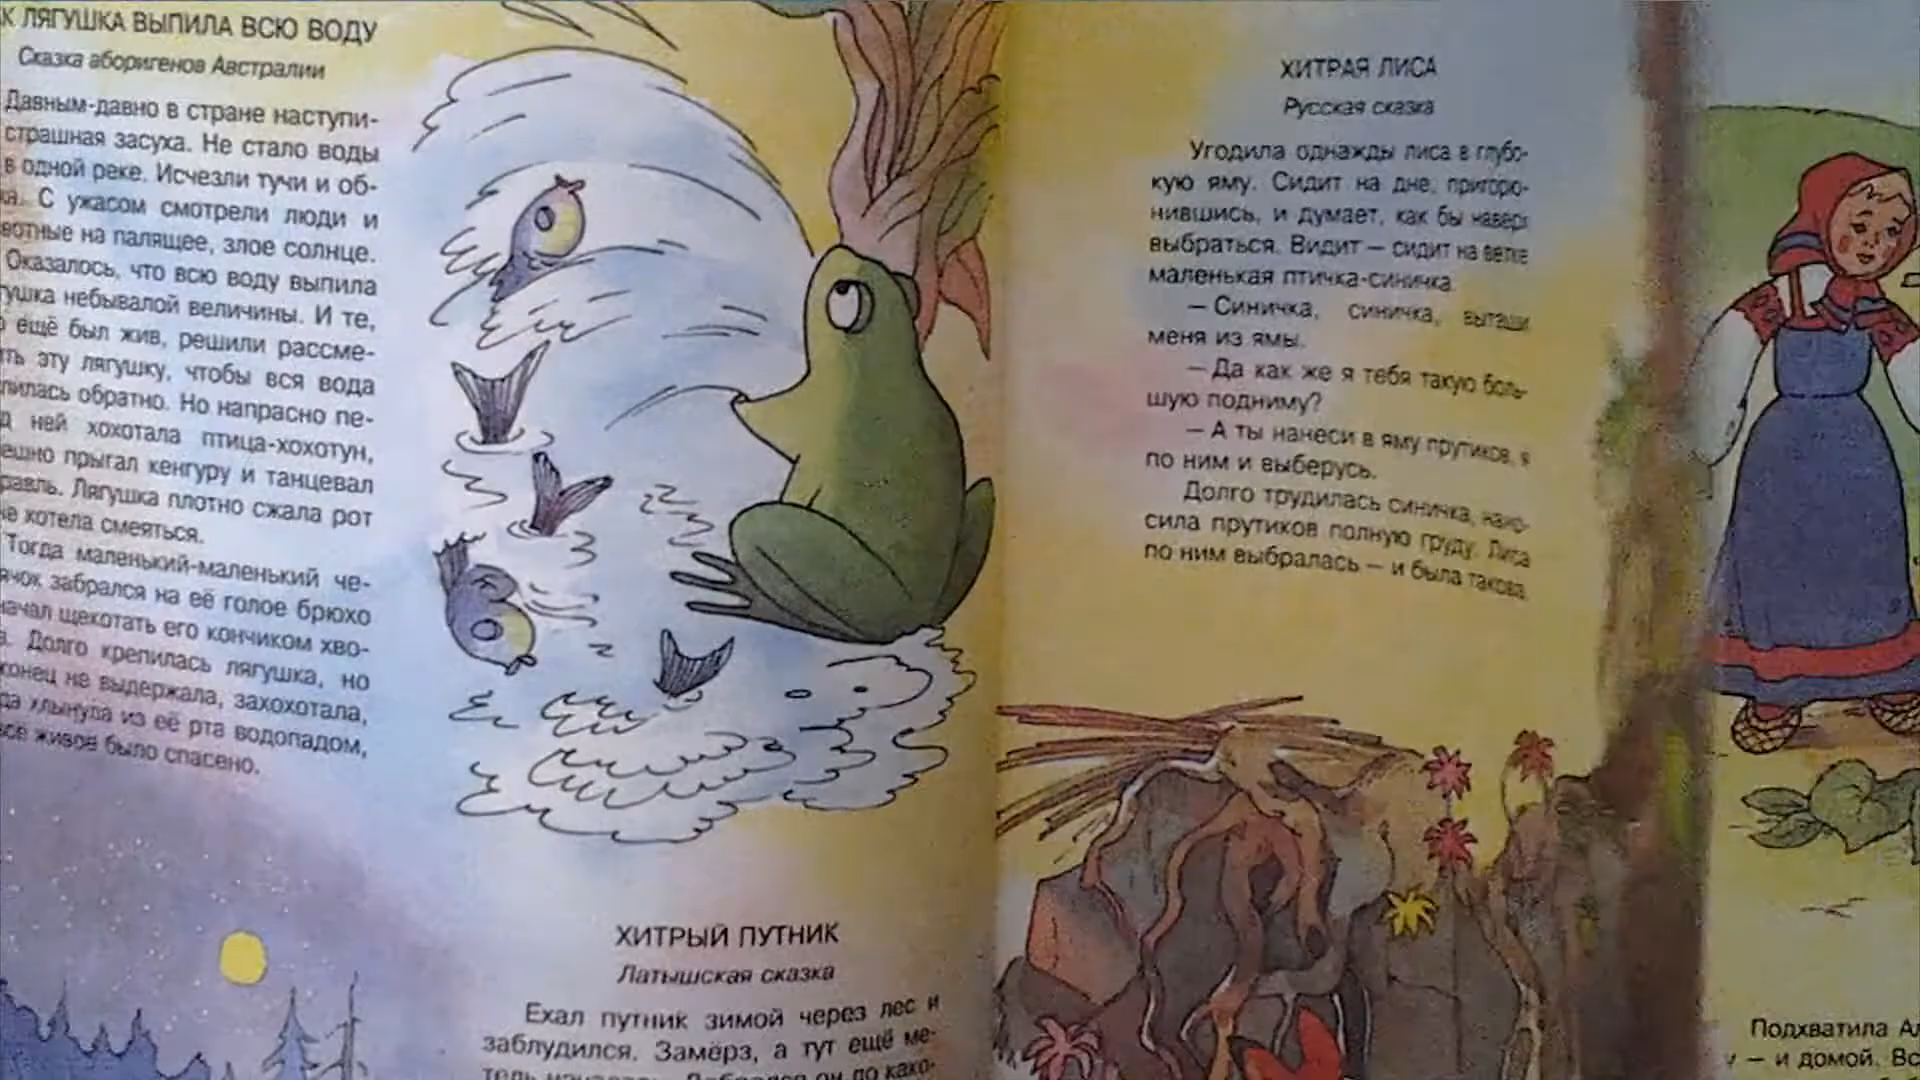 К ЛЯГУШКА ВЫПИЛА ВСЮ ВОДУ
Сказка аборигенов Австралии
Давным-давно в стране наступи-
страшная засуха. Не стало воды
в одной реке. Исчезли тучи и об-
ка. С ужасом смотрели люди и
вотные на палящее, злое солнце.
Оказалось, что всю воду выпила
гушка небывалой величины. И те,
о ещё был жив, решили рассме-
ть эту лягушку, чтобы вся вода
лилась обратно. Но напрасно пе-
д ней хохотала птица-хохотун,
ешно прыгал кенгуру и танцевал
равль. Лягушка плотно сжала рот
не хотела смеяться.
Тогда маленький-маленький че-
ячок забрался на её голое брюхо
начал щекотать его кончиком хво-
а. Долго крепилась лягушка, но
конец не выдержала, захохотала,
да хлынула из её рта водопадом,
все живое было спасено.
ХИТРЫЙ ПУТНИК
Латышская сказка
Ехал путник зимой через лес и
заблудился. Замёрз, а тут ещё ме-
тель он до како-
ХИТРАЯ ЛИСА
Русская сказка
Угодила однажды лиса в глубо-
кую яму. Сидит на дне, пригорю-
нившись, и думает, как бы наверх
выбраться. Видит — сидит на ветке
маленькая птичка-синичка.
— Синичка, синичка, вытащи
меня из ямы.
— Да как же я тебя такую боль-
шую подниму?
— А ты нанеси в яму прутиков, я
по ним и выберусь.
Долго трудилась синичка, нано-
сила прутиков полную груду. Лиса
по ним выбралась — и была такова.
Подхватила Ал
у — и домой. Вс